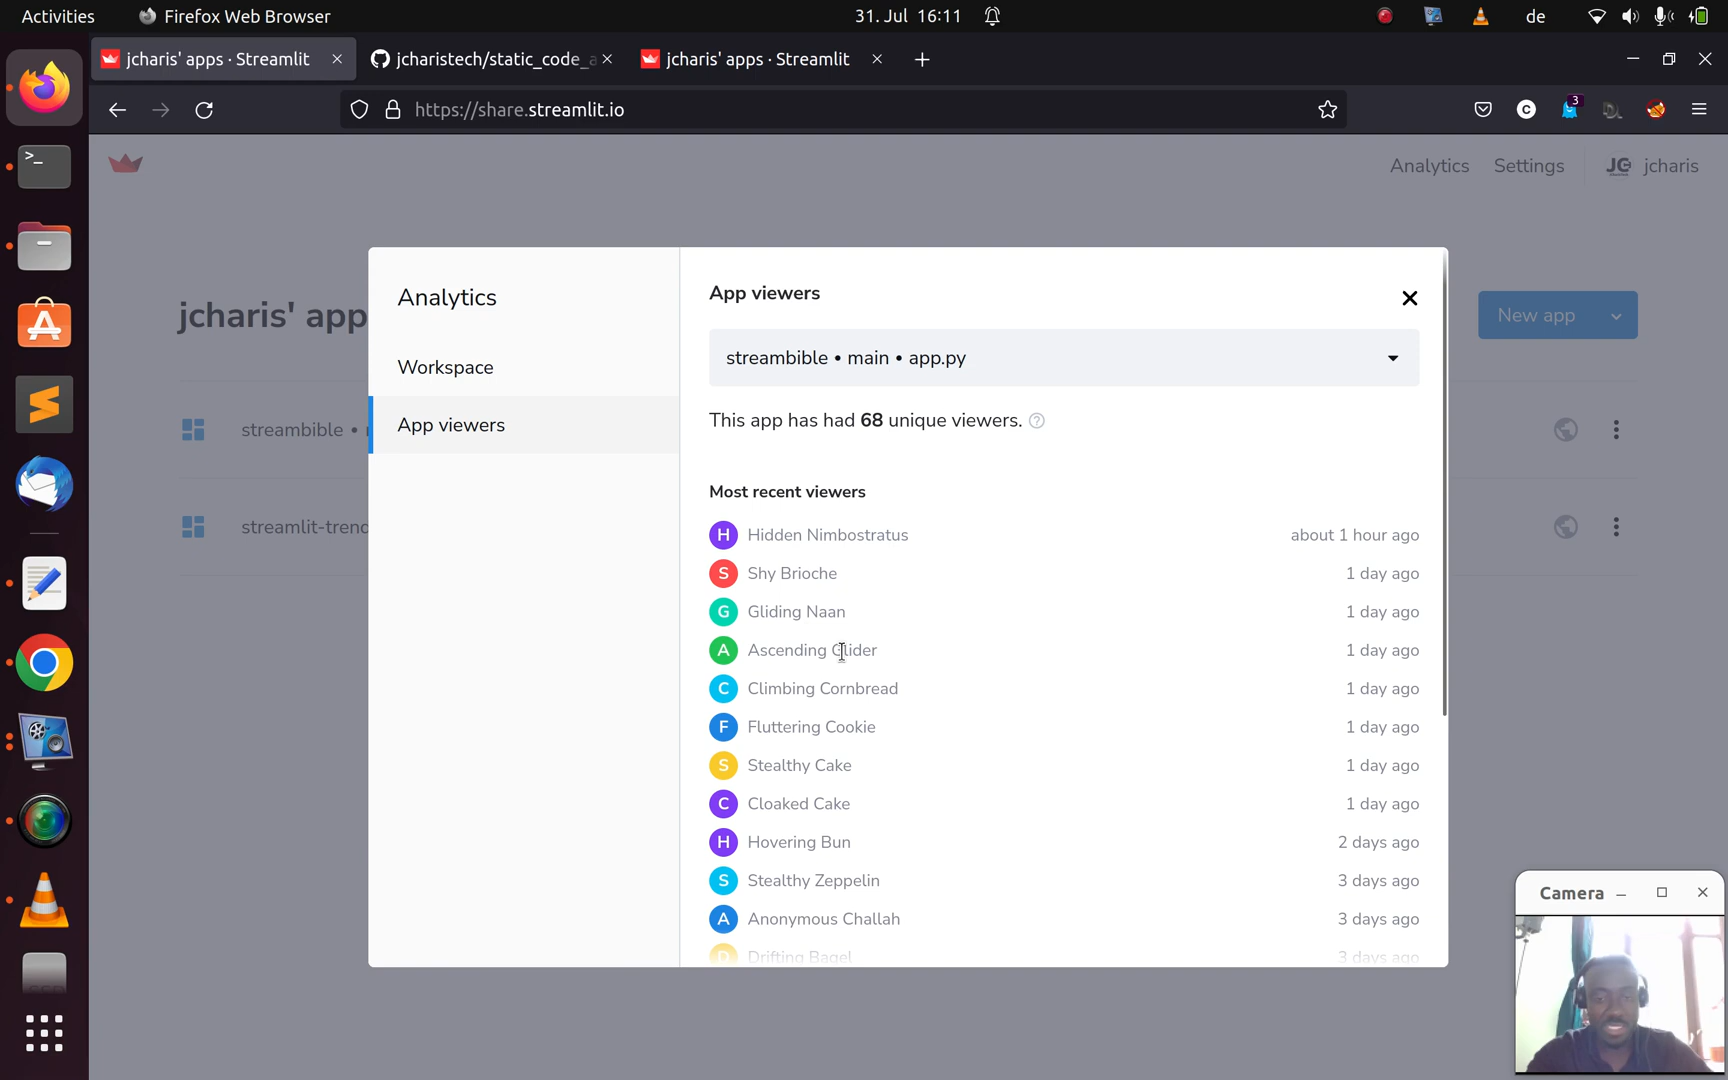 Activities
Firefox Web Browser
31. Jul 16:11
de
jcharis' apps · Streamlit
jcharistech/static_code_a
jcharis' apps · Streamlit
https://share.streamlit.io
3
Analytics
Settings
JC
jcharis
jcharis' app
New app
streambible •
streamlit-trend
Analytics
Workspace
App viewers
App viewers
streambible • main • app.py
This app has had 68 unique viewers.
Most recent viewers
H Hidden Nimbostratus about 1 hour ago
S Shy Brioche 1 day ago
G Gliding Naan 1 day ago
A Ascending Glider 1 day ago
C Climbing Cornbread 1 day ago
F Fluttering Cookie 1 day ago
S Stealthy Cake 1 day ago
C Cloaked Cake 1 day ago
H Hovering Bun 2 days ago
S Stealthy Zeppelin 3 days ago
A Anonymous Challah 3 days ago
D Drifting Bagel 3 days ago
Camera